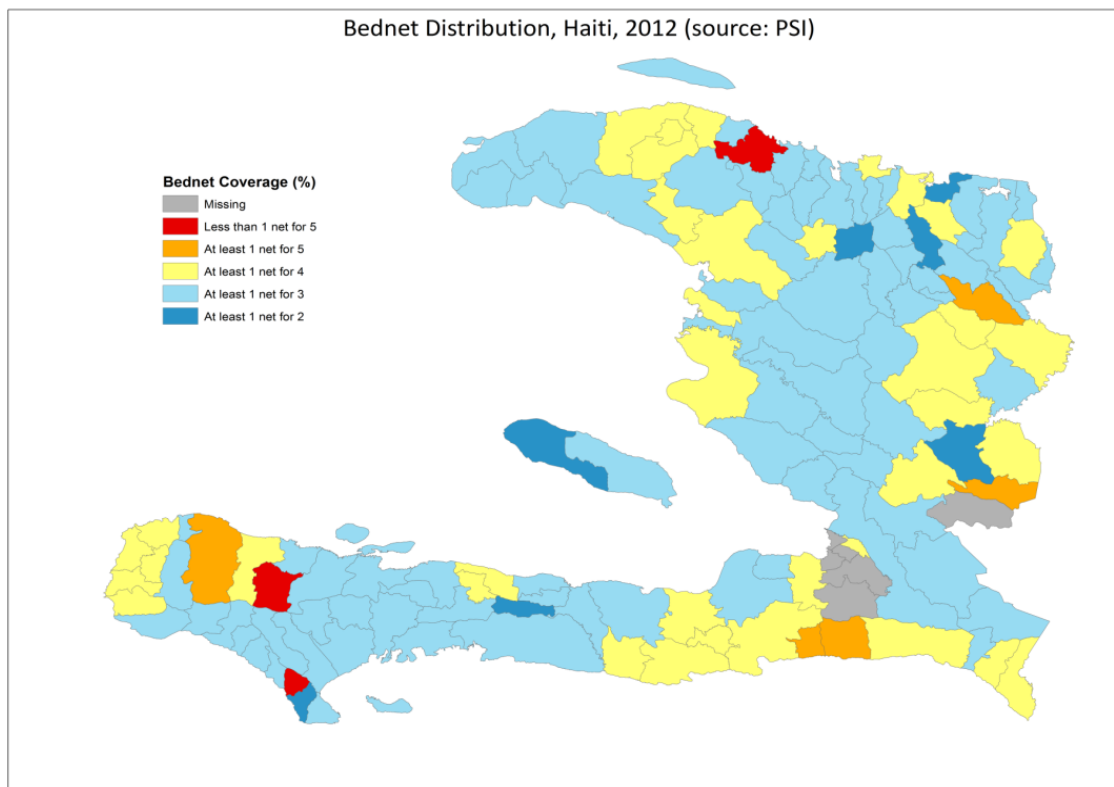 Bednet Distribution, Haiti, 2012 (source: PSI)
Bednet Coverage (%)
Missing
Less than 1 net for 5
At least 1 net for 5
At least 1 net for 4
At least 1 net for 3
At least 1 net for 2